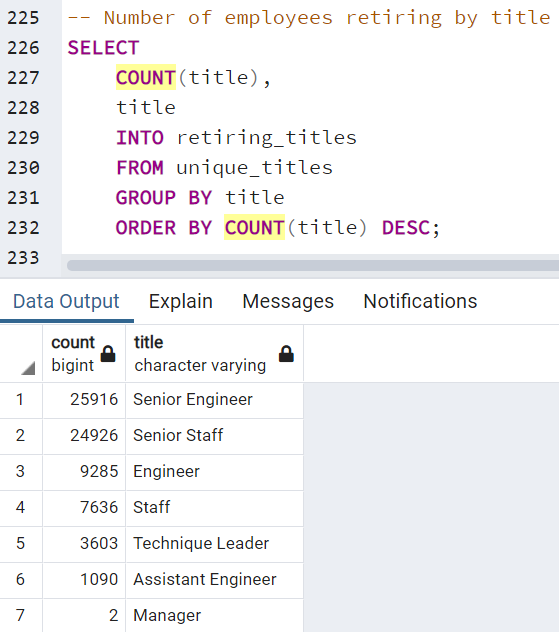 225 -- Number of employees retiring by title
226 SELECT
227 COUNT(title),
228 title
229 INTO retiring_titles
230 FROM unique_titles
231 GROUP BY title
232 ORDER BY COUNT(title) DESC;
233
Data Output Explain Messages Notifications
count title
bigint character varying
1 25916 Senior Engineer
2 24926 Senior Staff
3 9285 Engineer
4 7636 Staff
5 3603 Technique Leader
6 1090 Assistant Engineer
7 2 Manager